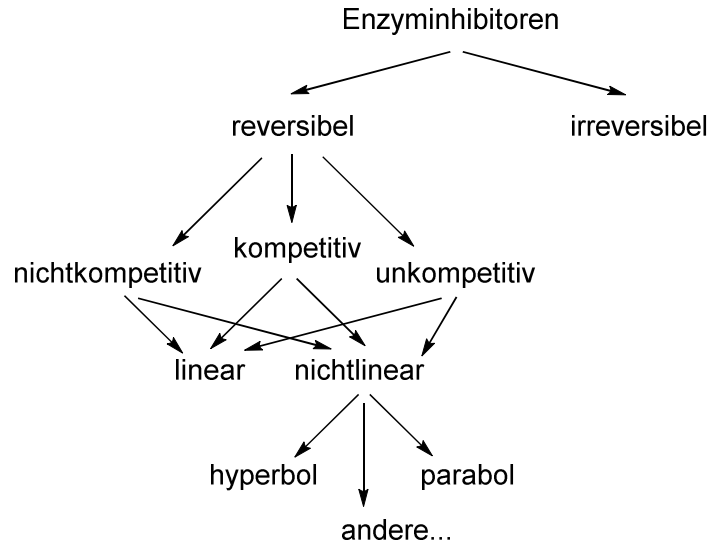 Enzyminhibitoren
reversibel
irreversibel
nichtkompetitiv
kompetitiv
unkompetitiv
linear
nichtlinear
hyperbol
parabol
andere...